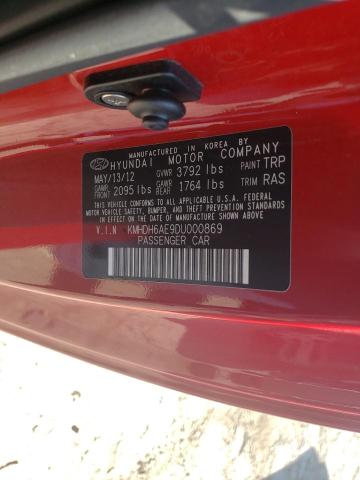 MANUFACTURED IN KOREA BY
HYUNDAI MOTOR COMPANY
MAY/13/12 GVWR 3792 lbs PAINT TRP
GAWR FRONT 2095 lbs GAWR REAR 1764 lbs TRIM RAS
THIS VEHICLE CONFORMS TO ALL APPLICABLE U.S.A. FEDERAL
MOTOR VEHICLE SAFETY, BUMPER, AND THEFT PREVENTION STANDARDS
IN EFFECT ON THE DATE OF MANUFACTURE SHOWN ABOVE.
V.I.N KMHDH6AE9DU000869
PASSENGER CAR